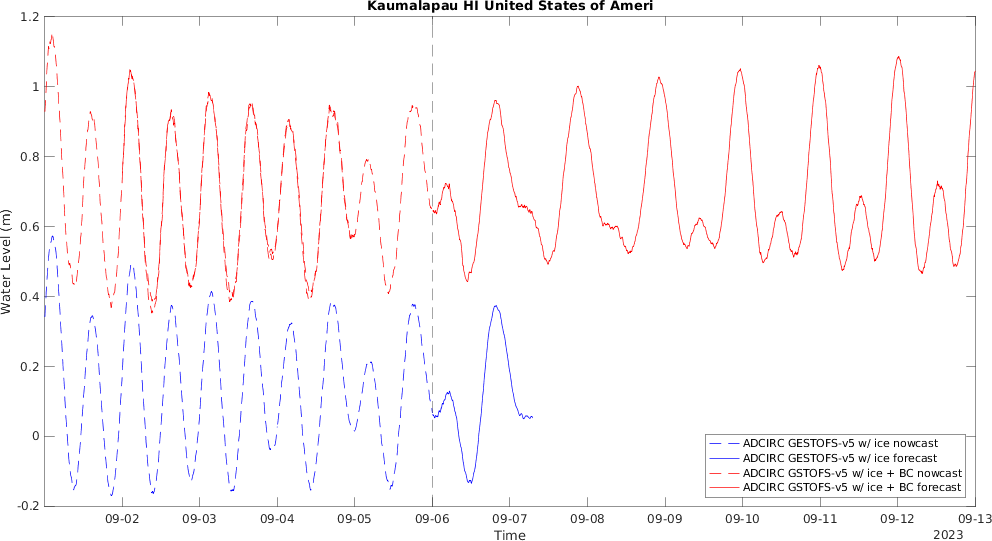 Kaumalapau HI United States of Ameri
1.2
1
0.8
0.6
0.4
0.2
0
-0.2
Water Level (m)
ADCIRC GESTOFS-v5 w/ ice nowcast
ADCIRC GESTOFS-v5 w/ ice forecast
ADCIRC GSTOFS-v5 w/ ice + BC nowcast
ADCIRC GSTOFS-v5 w/ ice + BC forecast
09-02 09-03 09-04 09-05 09-06 09-07 09-08 09-09 09-10 09-11 09-12 09-13
Time
2023